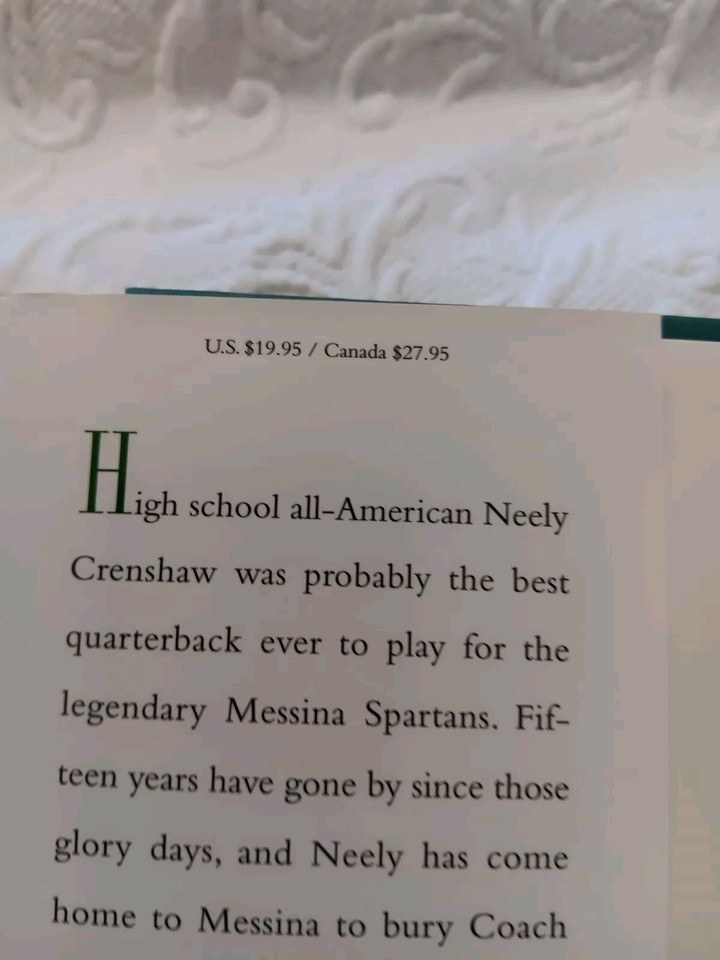 U.S. $19.95 / Canada $27.95
High school all-American Neely
Crenshaw was probably the best
quarterback ever to play for the
legendary Messina Spartans. Fif-
teen years have gone by since those
glory days, and Neely has come
home to Messina to bury Coach